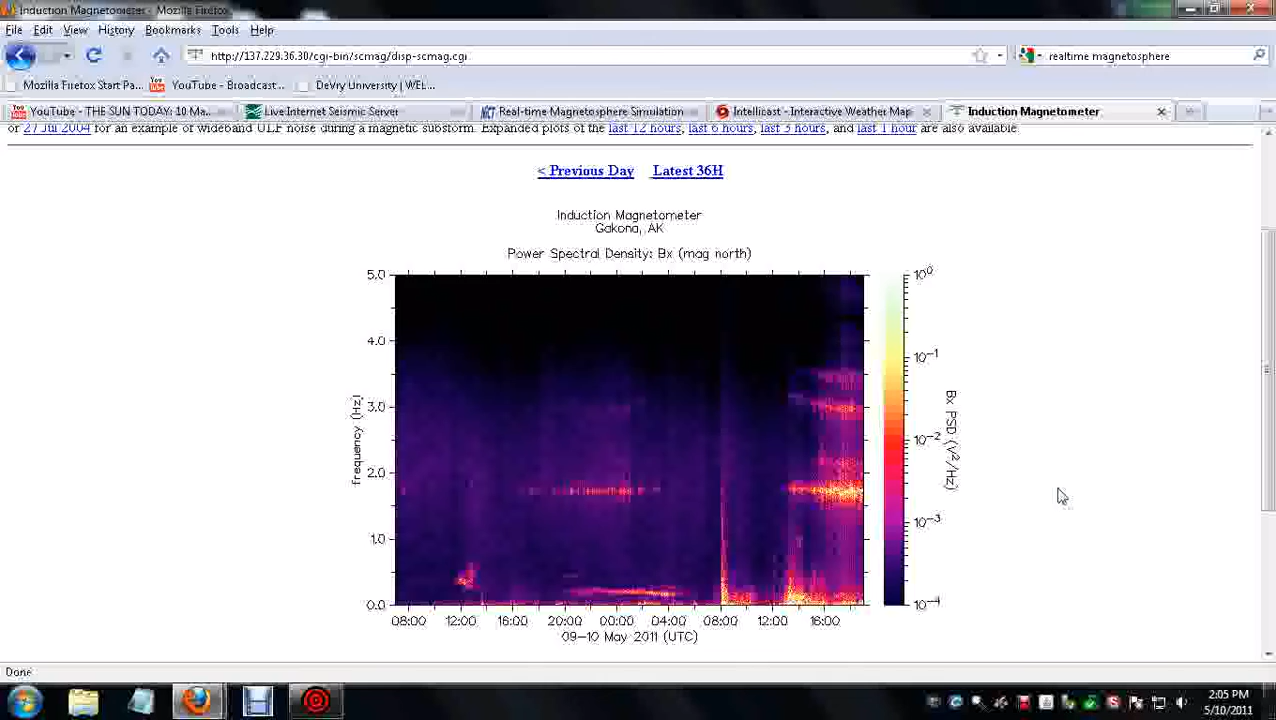 Induction Magnetometer - Mozilla Firefox
File Edit View History Bookmarks Tools Help
http://137.229.36.30/cgi-bin/scmag/disp-scmag.cgi
realtime magnetosphere
Mozilla Firefox Start Pa... YouTube - Broadcast... DeVry University | WEL...
YouTube - THE SUN TODAY: 10 Ma... Live Internet Seismic Server Real-time Magnetosphere Simulation Intellicast - Interactive Weather Map Induction Magnetometer
or 27 Jul 2004 for an example of wideband ULF noise during a magnetic substorm. Expanded plots of the last 12 hours, last 6 hours, last 3 hours, and last 1 hour are also available.
< Previous Day Latest 36H
Induction Magnetometer
Gakona, AK
Power Spectral Density: Bx (mag north)
5.0
4.0
3.0
2.0
1.0
0.0
frequency (Hz)
08:00 12:00 16:00 20:00 00:00 04:00 08:00 12:00 16:00
09-10 May 2011 (UTC)
10⁰
10⁻¹
10⁻²
10⁻³
10⁻⁴
Bx PSD (V²/Hz)
Done
2:05 PM
5/10/2011